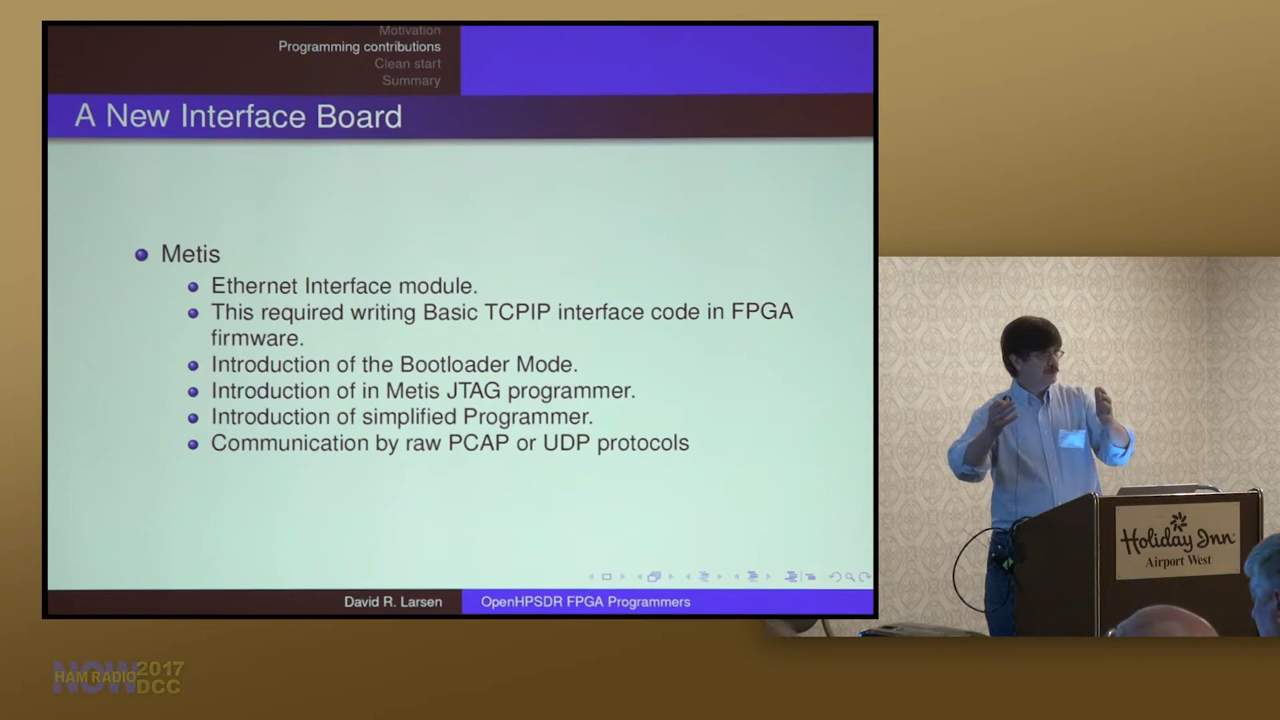 Motivation
Programming contributions
Clean start
Summary
A New Interface Board
Metis
Ethernet Interface module.
This required writing Basic TCPIP interface code in FPGA
firmware.
Introduction of the Bootloader Mode.
Introduction of in Metis JTAG programmer.
Introduction of simplified Programmer.
Communication by raw PCAP or UDP protocols
David R. Larsen
OpenHPSDR FPGA Programmers
Holiday Inn
Airport West
HAM RADIO NOW 2017
DCC